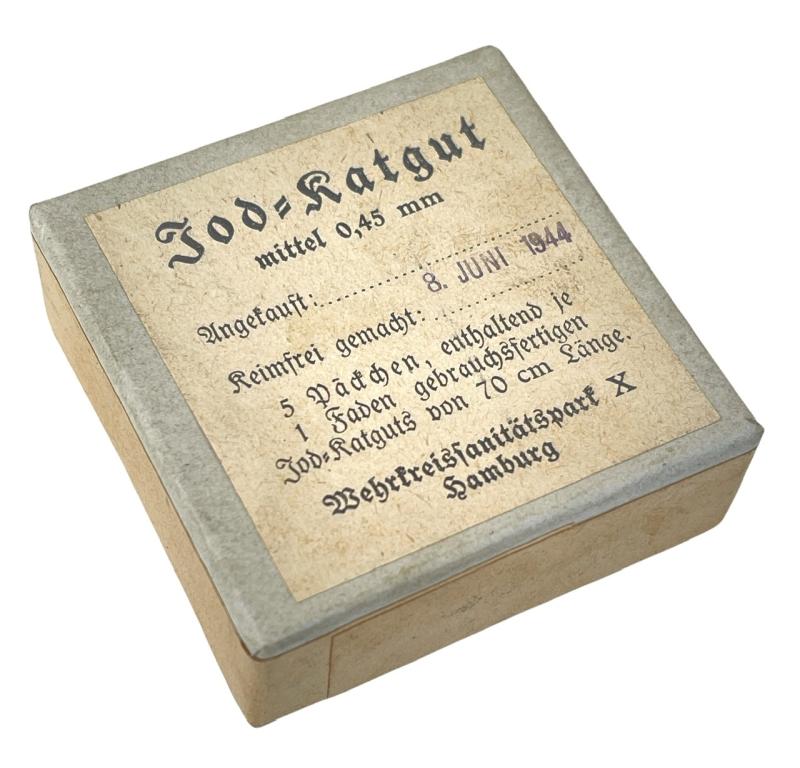 Jod-Katgut
mittel 0,45 mm
Angekauft:
Keimfrei gemacht: 8. JUNI 1944
5 Päckchen, enthaltend je
1 Faden gebrauchsfertigen
Jod-Katguts von 70 cm Länge.
Wehrkreissanitätspark X
Hamburg